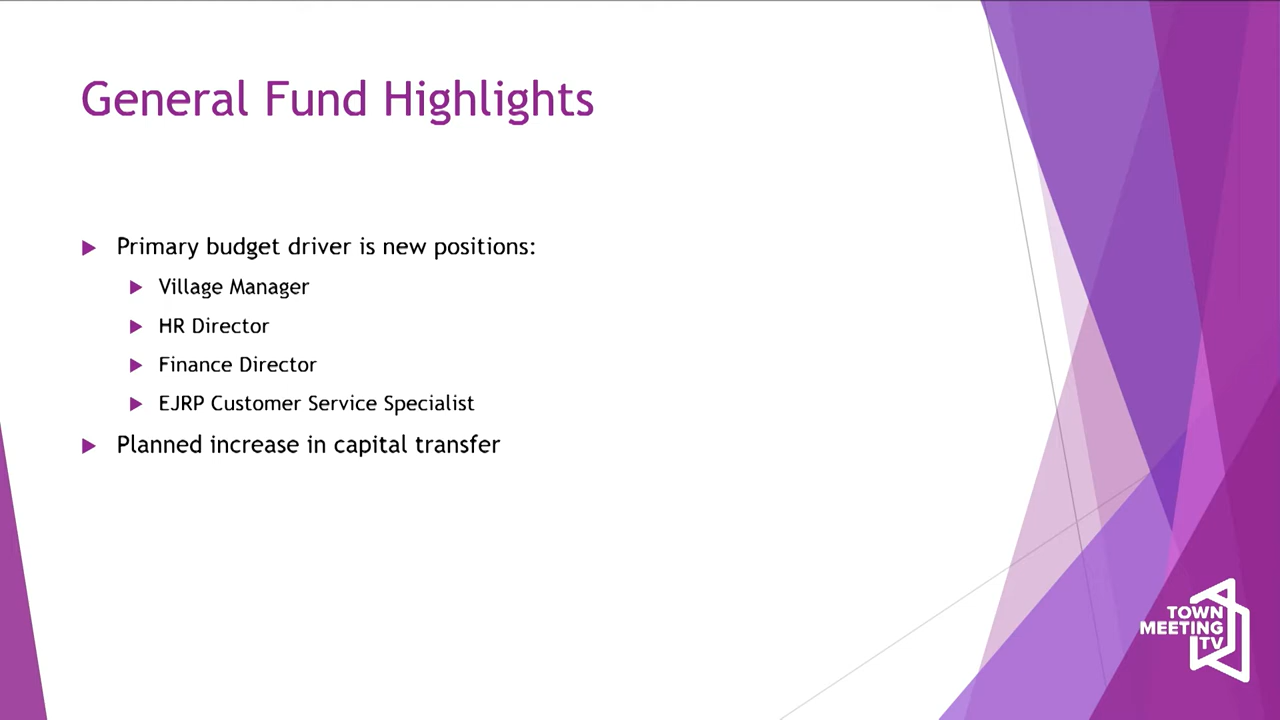 General Fund Highlights
Primary budget driver is new positions:
Village Manager
HR Director
Finance Director
EJRP Customer Service Specialist
Planned increase in capital transfer
TOWN
MEETING
TV